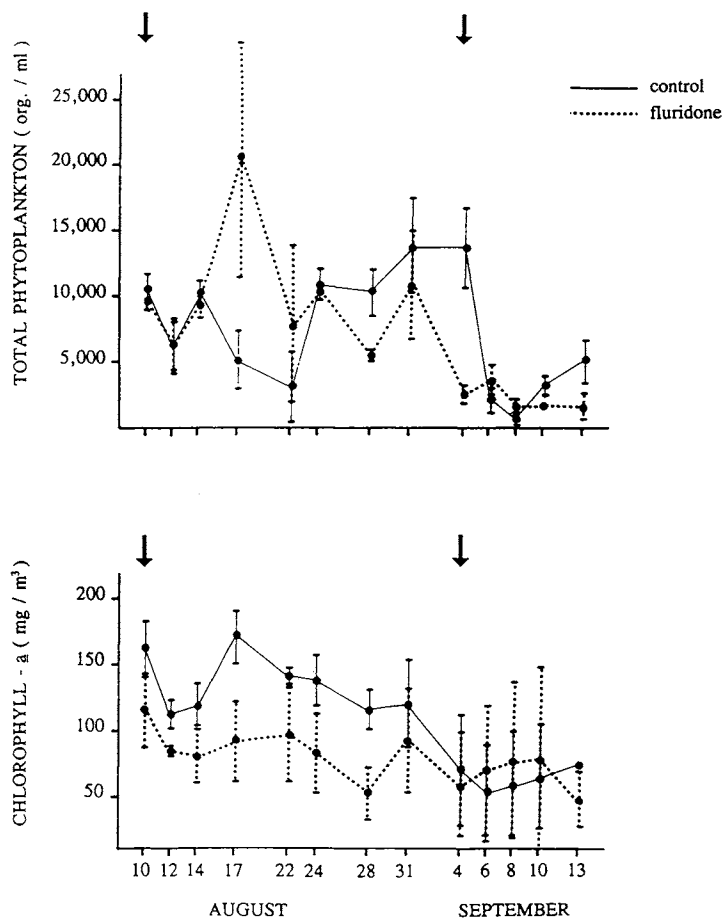 TOTAL PHYTOPLANKTON ( org. / ml )
25,000
20,000
15,000
10,000
5,000
control
fluridone
CHLOROPHYLL - a ( mg / m³ )
200
150
100
50
10 12 14 17 22 24 28 31 4 6 8 10 13
AUGUST SEPTEMBER